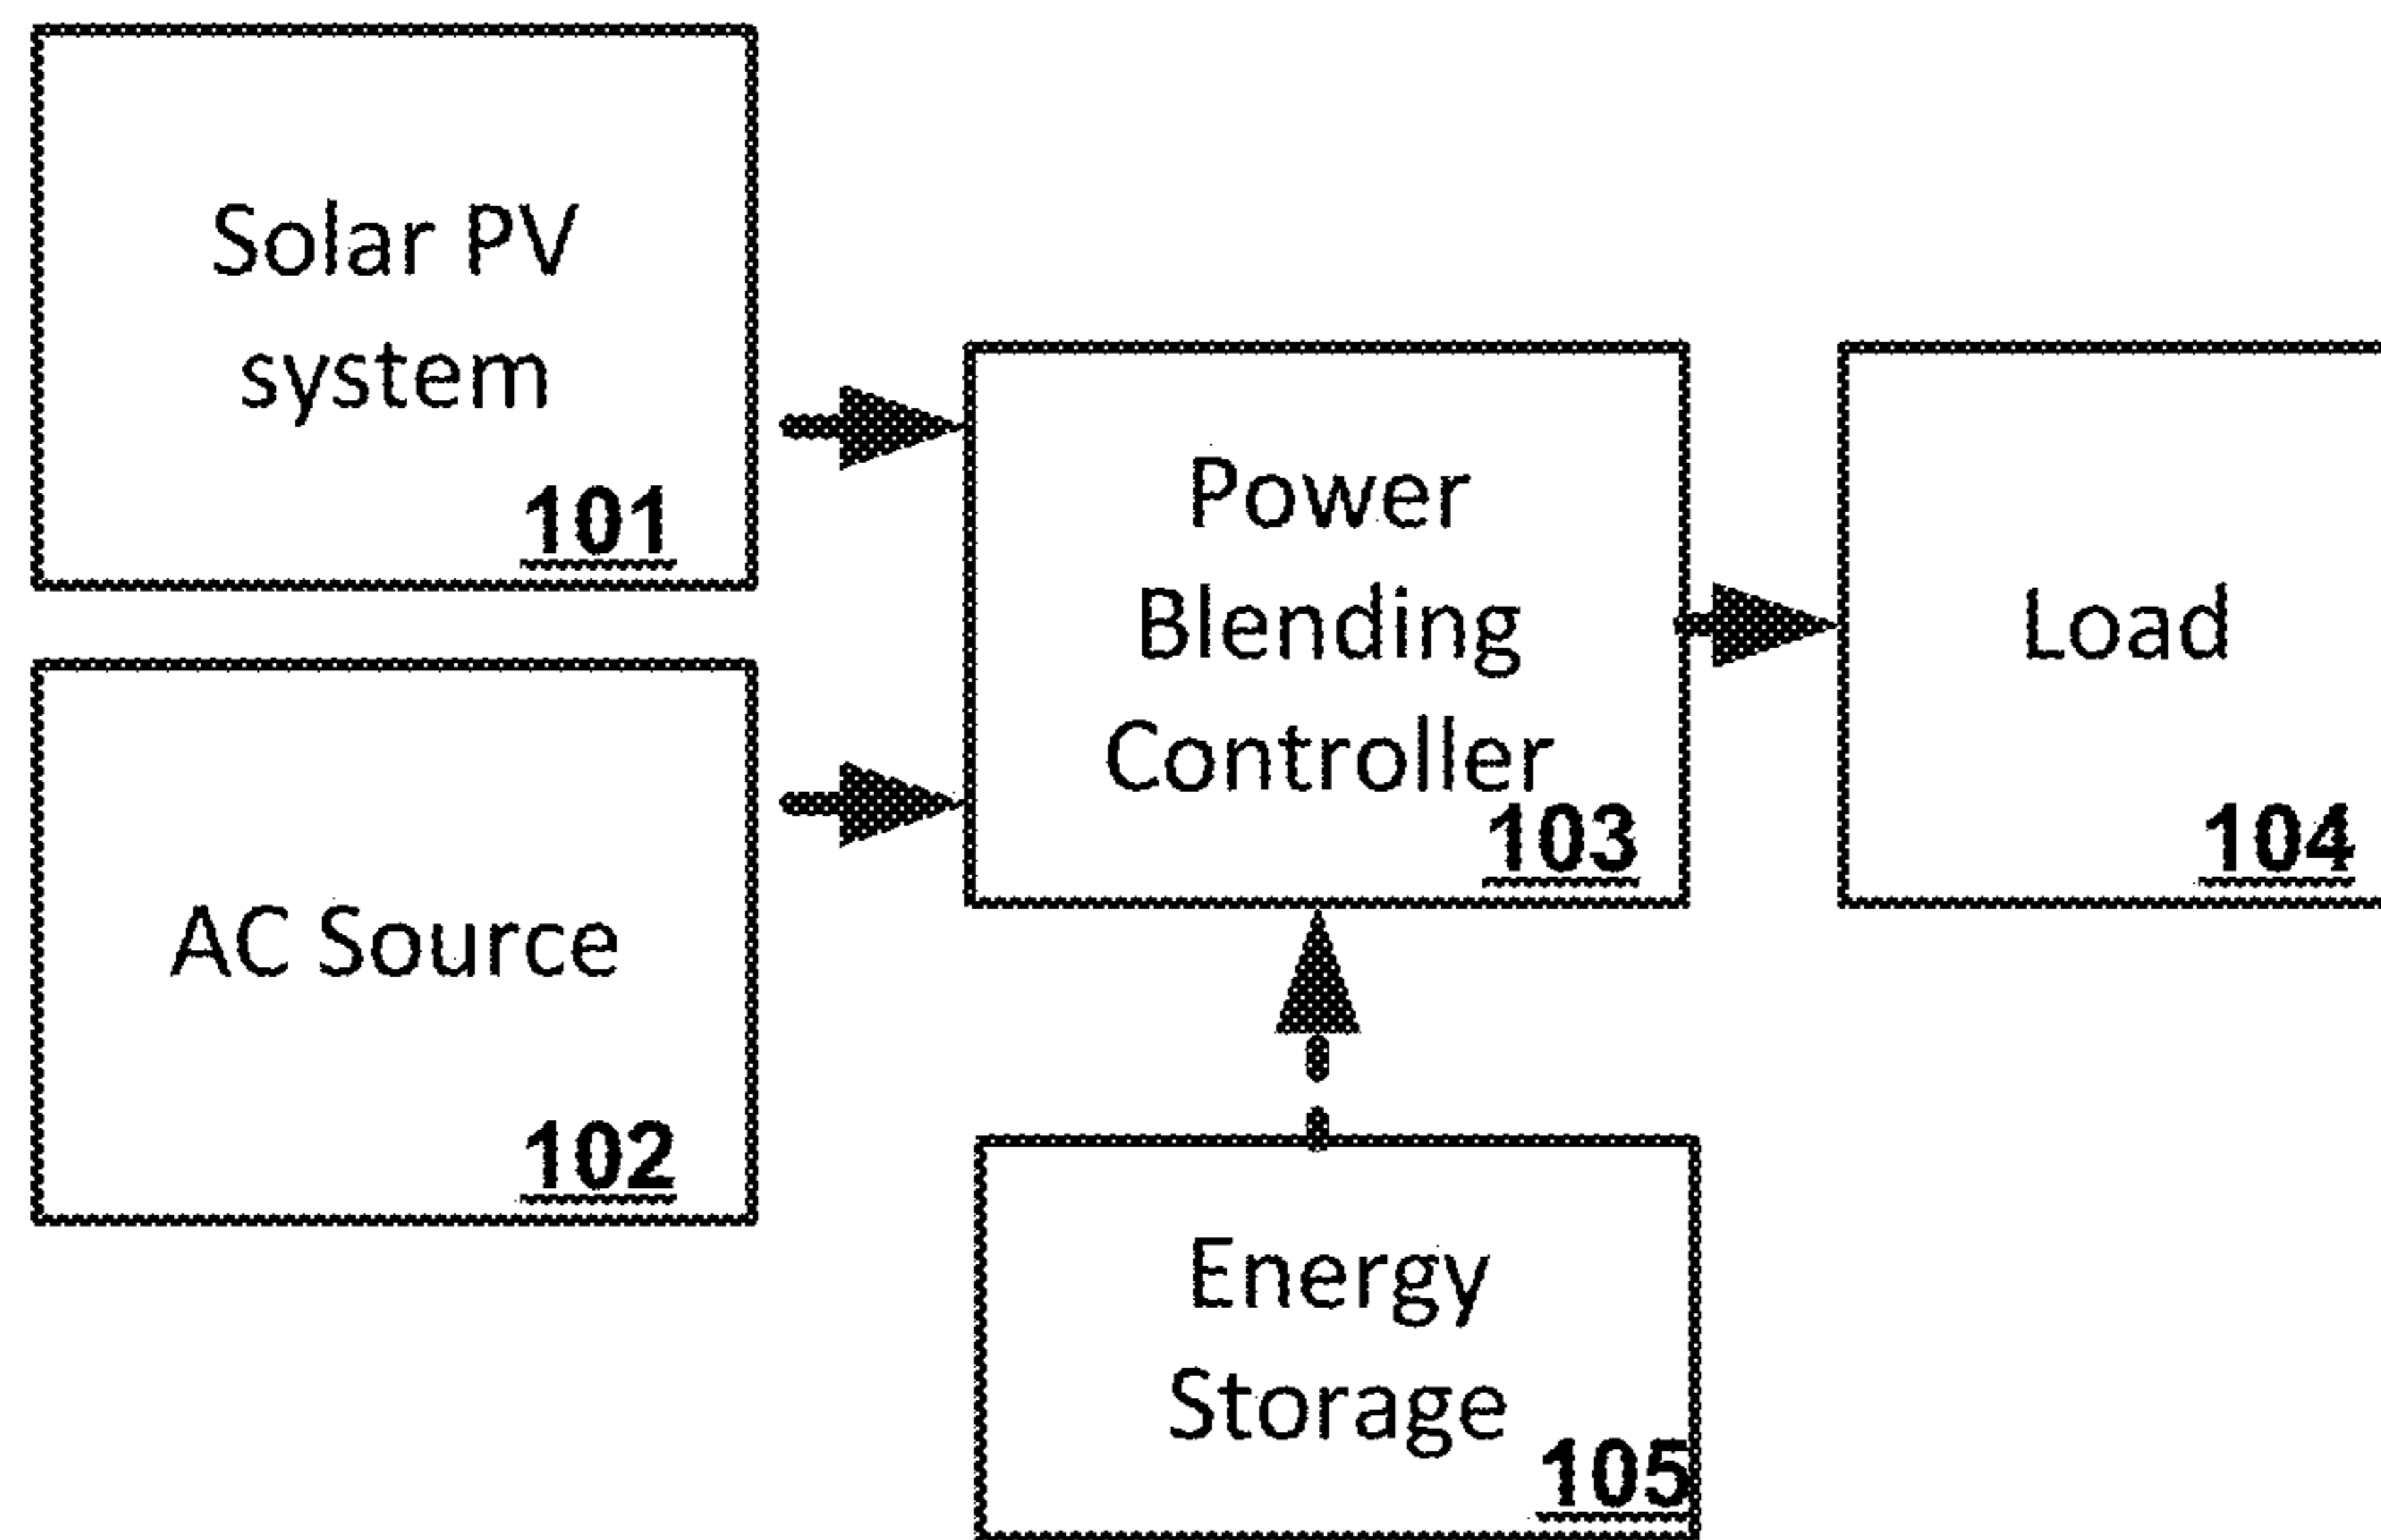 Solar PV
system
101
Power
Blending
Controller
103
Load
104
AC Source
102
Energy
Storage
105